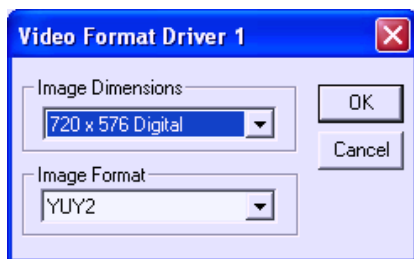 Video Format Driver 1
Image Dimensions
720 x 576 Digital
OK
Cancel
Image Format
YUY2